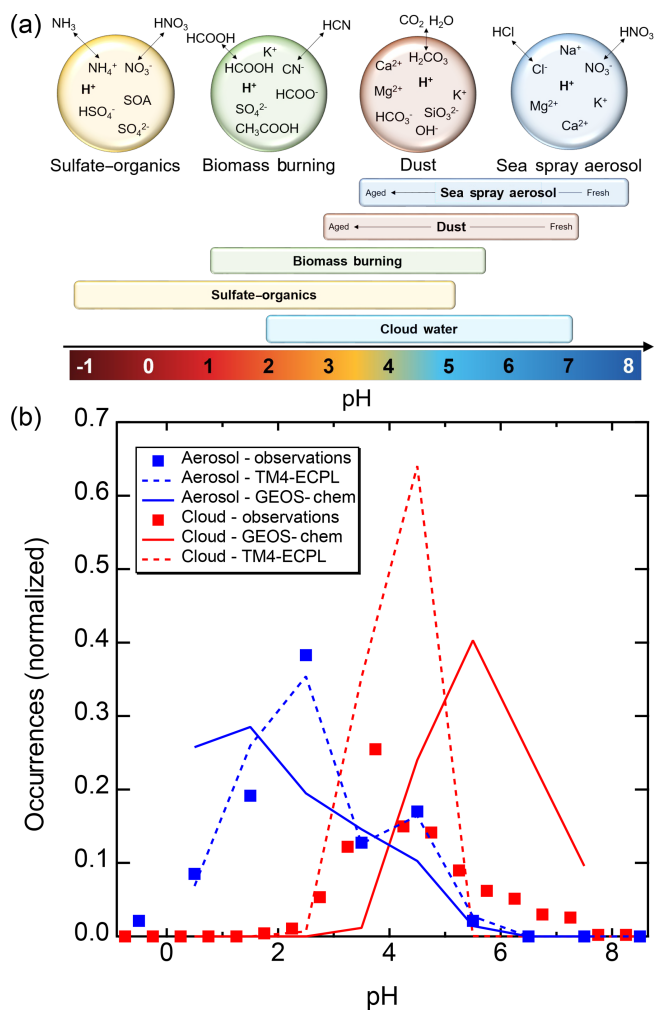 (a)
NH₃
HNO₃
NH₄⁺
NO₃⁻
H⁺
HSO₄⁻
SOA
SO₄²⁻
Sulfate–organics
HCOOH
HCN
K⁺
HCOOH
CN⁻
H⁺
HCOO⁻
SO₄²⁻
CH₃COOH
Biomass burning
CO₂ H₂O
Ca²⁺
H₂CO₃
H⁺
Mg²⁺
K⁺
HCO₃⁻
SiO₃²⁻
OH⁻
Dust
HCl
HNO₃
Na⁺
Cl⁻
NO₃⁻
H⁺
Mg²⁺
K⁺
Ca²⁺
Sea spray aerosol
Aged Sea spray aerosol Fresh
Aged Dust Fresh
Biomass burning
Sulfate–organics
Cloud water
-1 0 1 2 3 4 5 6 7 8
pH
(b)
0.7
0.6
0.5
0.4
0.3
0.2
0.1
0.0
Occurrences (normalized)
Aerosol - observations
Aerosol - TM4-ECPL
Aerosol - GEOS- chem
Cloud - observations
Cloud - GEOS- chem
Cloud - TM4-ECPL
0 2 4 6 8
pH